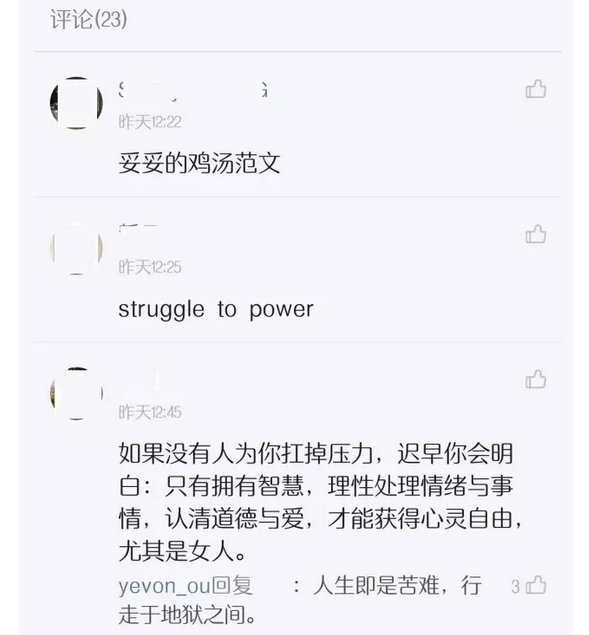 评论(23)
昨天12:22
妥妥的鸡汤范文
昨天12:25
struggle to power
昨天12:45
如果没有人为你扛掉压力，迟早你会明
白：只有拥有智慧，理性处理情绪与事
情，认清道德与爱，才能获得心灵自由，
尤其是女人。
yevon_ou回复 ：人生即是苦难，行 3
走于地狱之间。